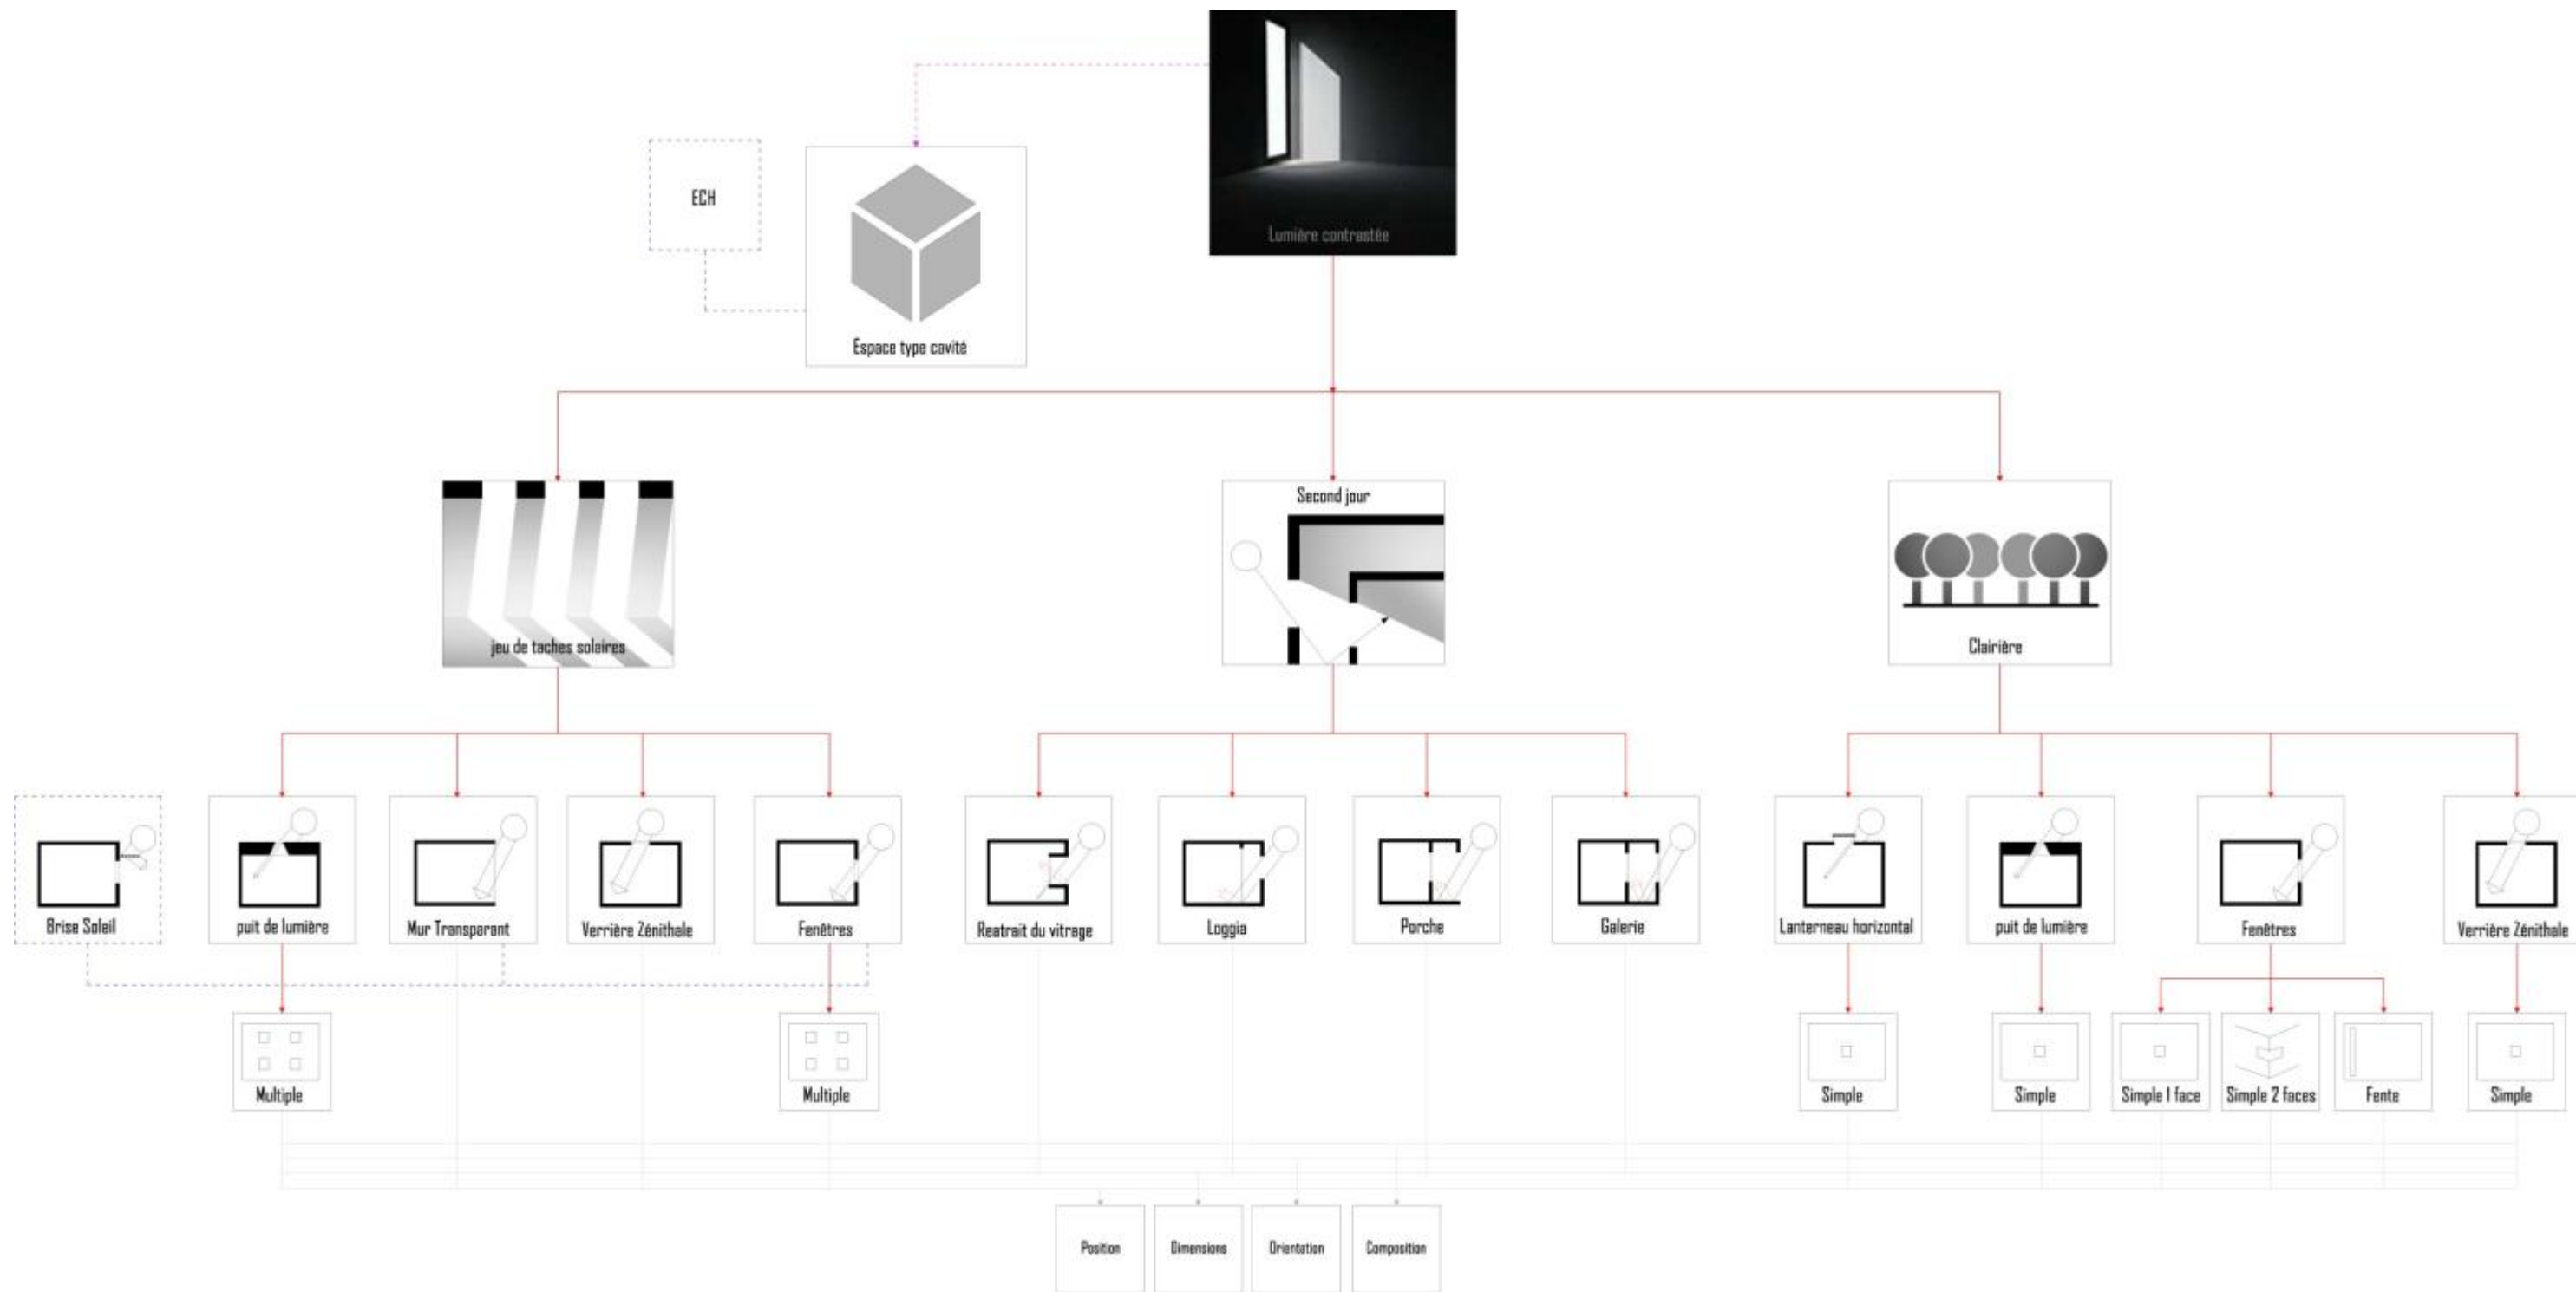 Lumière contrastée
ECH
Espace type cavité
jeu de taches solaires
Second jour
Clairière
Brise Soleil
puit de lumière
Mur Transparant
Verrière Zénithale
Fenêtres
Reatrait du vitrage
Loggia
Porche
Galerie
Lanterneau horizontal
puit de lumière
Fenêtres
Verrière Zénithale
Multiple
Multiple
Simple
Simple
Simple 1 face
Simple 2 faces
Fente
Simple
Position
Dimensions
Orientation
Composition